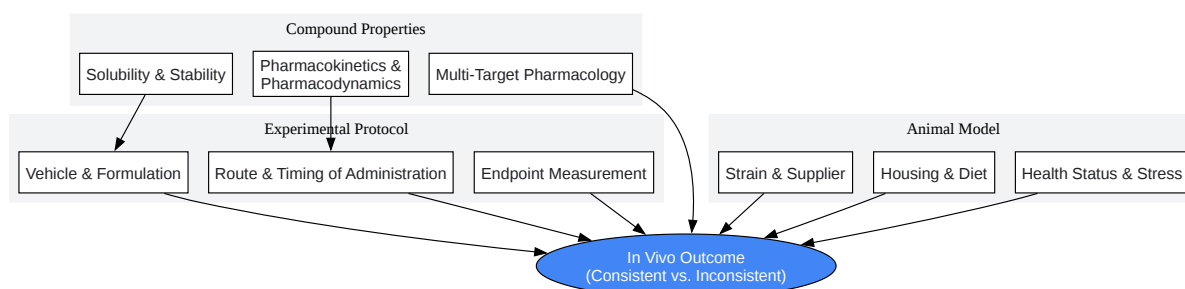 Compound Properties
Solubility & Stability
Pharmacokinetics &
Pharmacodynamics
Multi-Target Pharmacology
Experimental Protocol
Vehicle & Formulation
Route & Timing of Administration
Endpoint Measurement
Animal Model
Strain & Supplier
Housing & Diet
Health Status & Stress
In Vivo Outcome
(Consistent vs. Inconsistent)